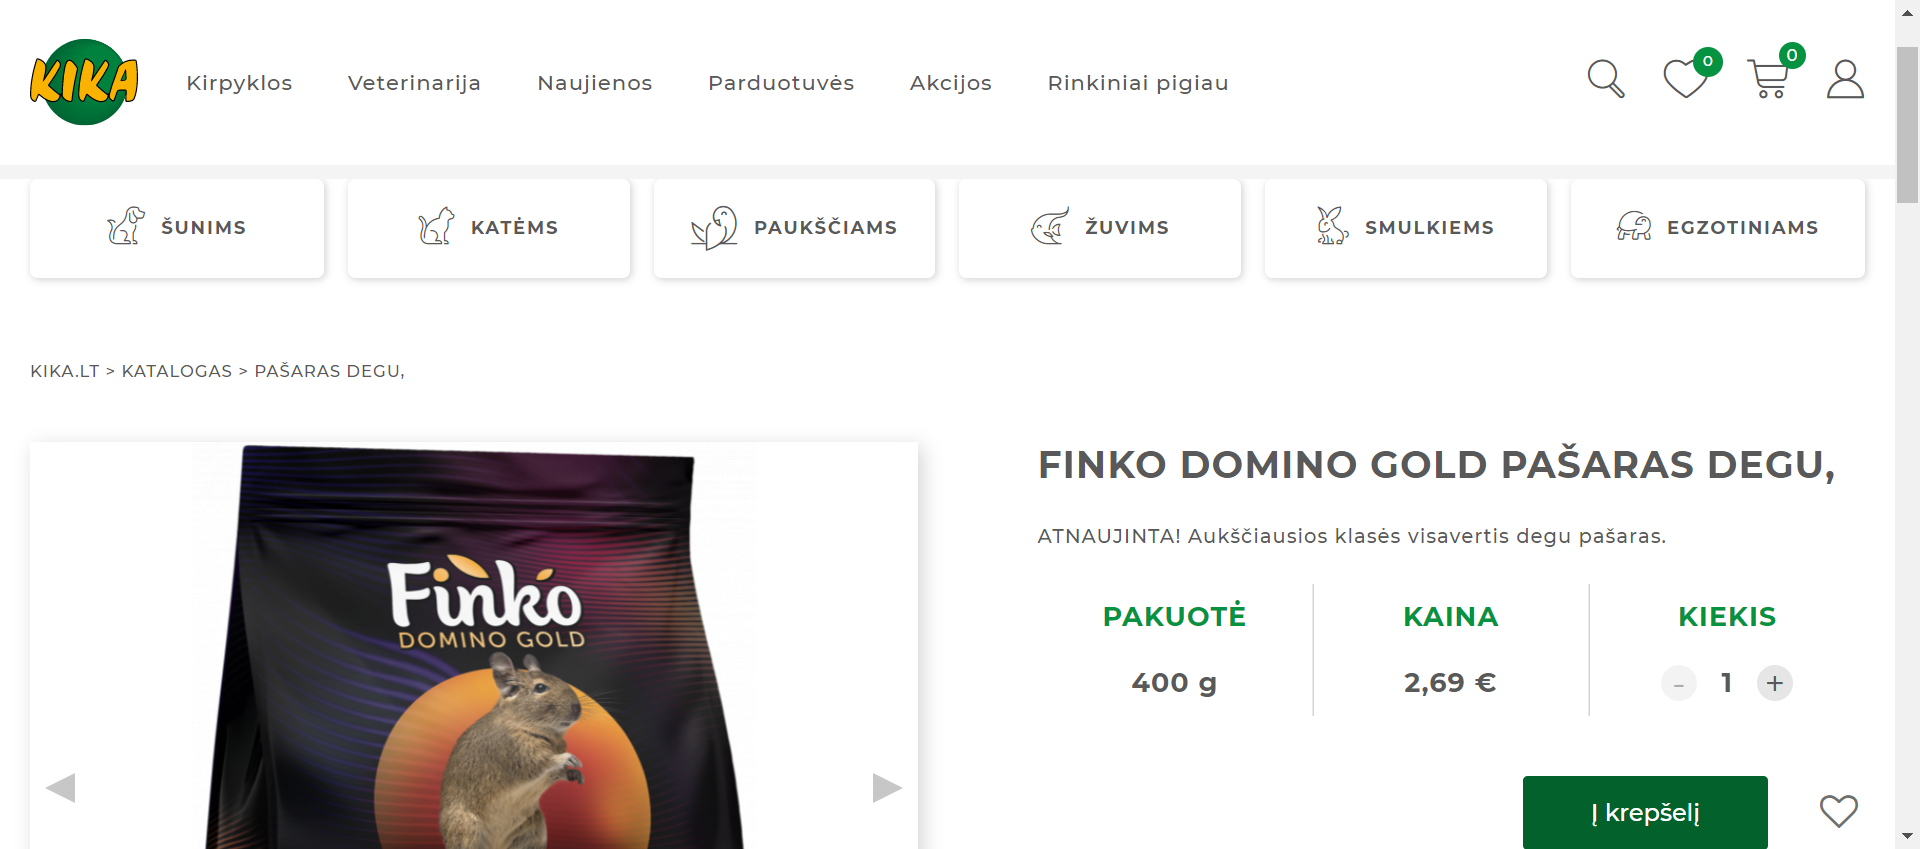 KIKA
Kirpyklos Veterinarija Naujienos Parduotuvės Akcijos Rinkiniai pigiau
0 0
ŠUNIMS KATĖMS PAUKŠČIAMS ŽUVIMS SMULKIEMS EGZOTINIAMS
KIKA.LT > KATALOGAS > PAŠARAS DEGU,
Finko
DOMINO GOLD
FINKO DOMINO GOLD PAŠARAS DEGU,
ATNAUJINTA! Aukščiausios klasės visavertis degu pašaras.
PAKUOTĖ KAINA KIEKIS
400 g 2,69 € - 1 +
Į krepšelį